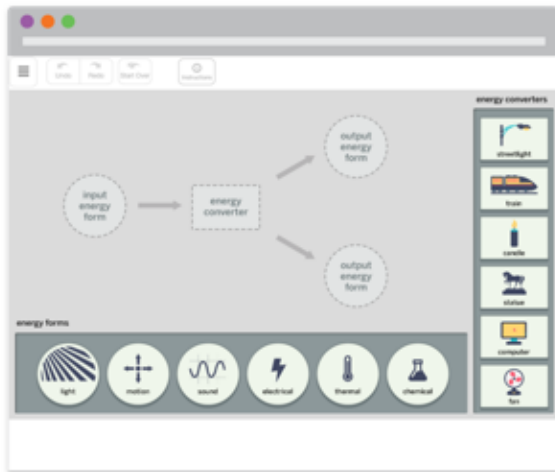 Undo
Redo
Start Over
Instructions
energy converters
streetlight
train
candle
statue
computer
fan
input
energy
form
energy
converter
output
energy
form
output
energy
form
energy forms
light
motion
sound
electrical
thermal
chemical